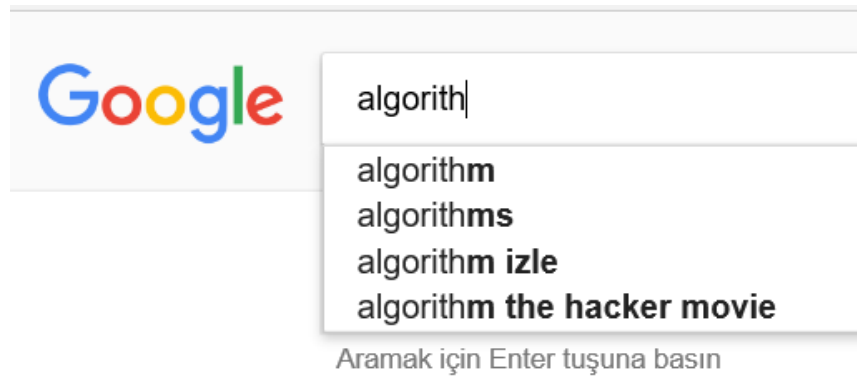 Google
algorith
algorithm
algorithms
algorithm izle
algorithm the hacker movie
Aramak için Enter tuşuna basın